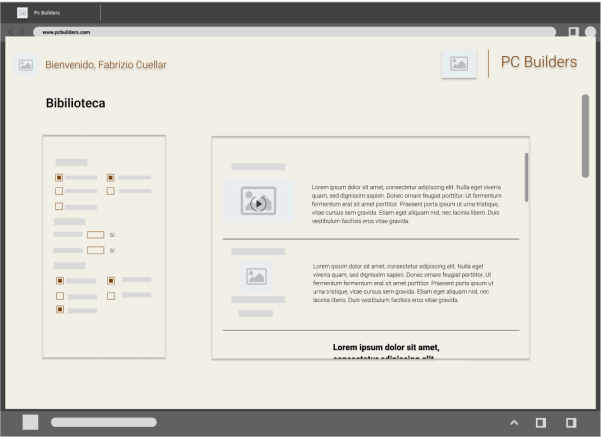 Pc Builders
www.pcbuilders.com
Bienvenido, Fabrizio Cuellar
PC Builders
Bibilioteca
S/.
S/.
Lorem ipsum dolor sit amet, consectetur adipiscing elit. Nulla eget viverra
quam, sed dignissim sapien. Donec ornare feugiat porttitor. Ut fermentum
fermentum erat sit amet porttitor. Praesent porta ipsum ut urna tristique,
vitae cursus sem gravida. Etiam eget aliquam nisl, nec lacinia libero. Duis
vestibulum facilisis eros vitae gravida.
Lorem ipsum dolor sit amet, consectetur adipiscing elit. Nulla eget
viverra quam, sed dignissim sapien. Donec ornare feugiat porttitor. Ut
fermentum fermentum erat sit amet porttitor. Praesent porta ipsum ut
urna tristique, vitae cursus sem gravida. Etiam eget aliquam nisl, nec
lacinia libero. Duis vestibulum facilisis eros vitae gravida.
Lorem ipsum dolor sit amet,
consectetur adipiscing elit.